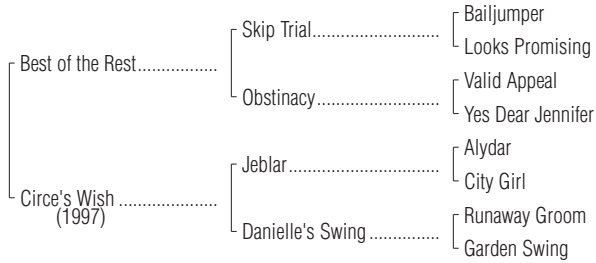 Bailjumper
Skip Trial..........................
Looks Promising
Best of the Rest.................
Valid Appeal
Obstinacy.........................
Yes Dear Jennifer
Alydar
Jeblar...............................
City Girl
Circe's Wish .....................
(1997)
Runaway Groom
Danielle's Swing ..............
Garden Swing